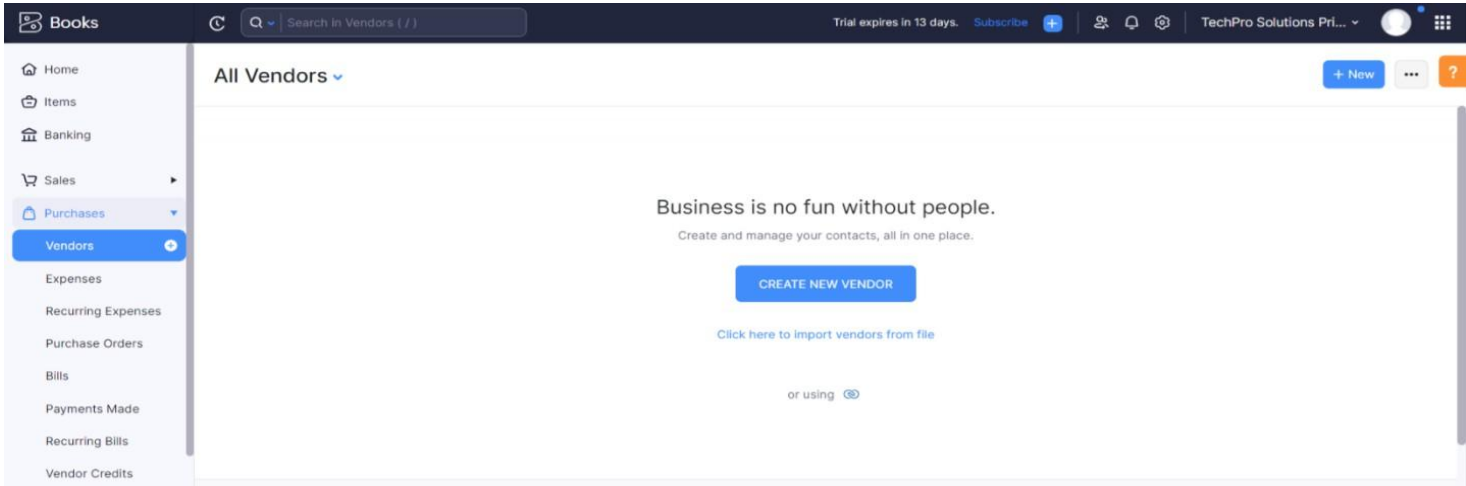 Books
Search in Vendors ( / )
Trial expires in 13 days. Subscribe
TechPro Solutions Pri...
Home
Items
Banking
Sales
Purchases
Vendors
Expenses
Recurring Expenses
Purchase Orders
Bills
Payments Made
Recurring Bills
Vendor Credits
All Vendors
+ New
...
?
Business is no fun without people.
Create and manage your contacts, all in one place.
CREATE NEW VENDOR
Click here to import vendors from file
or using